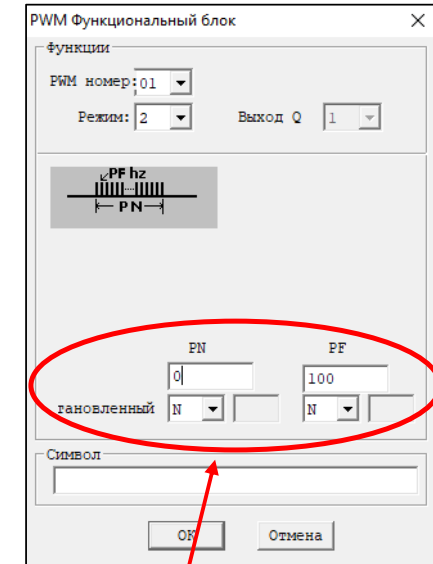 PWM Функциональный блок
Функции
PWM номер: 01
Режим: 2 Выход Q 1
PF hz
PN
PN PF
0 100
тановленный N N
Символ
OK Отмена